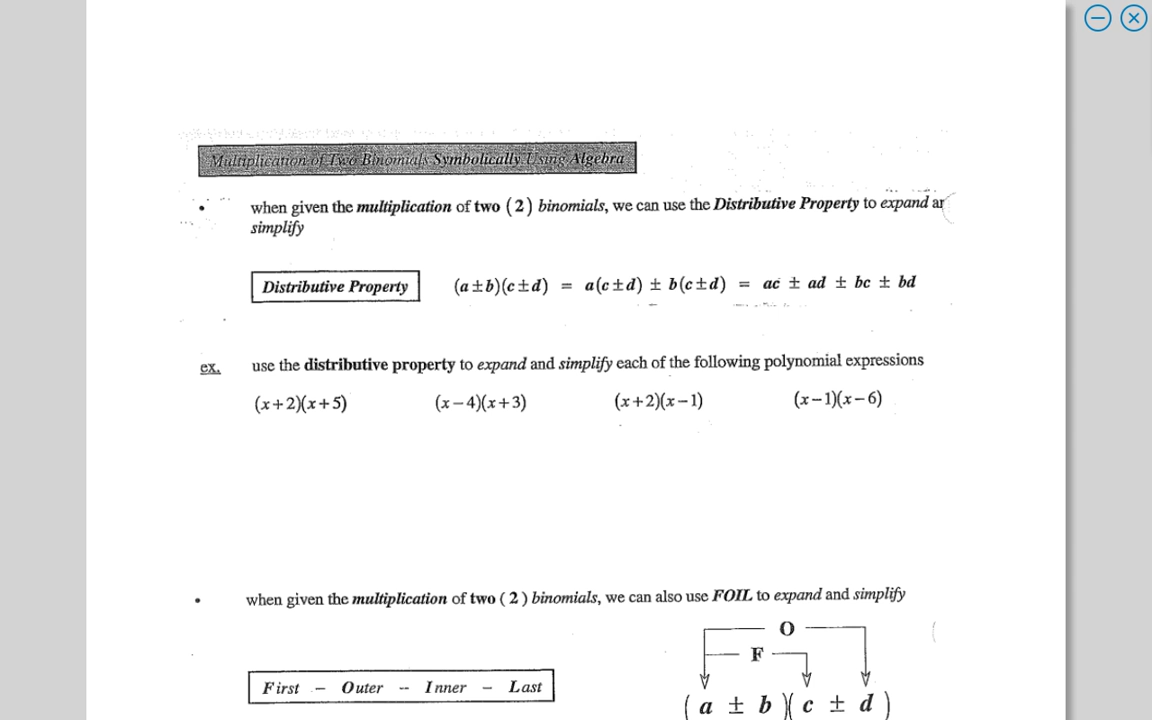 Multiplication of Two Binomials Symbolically Using Algebra
• when given the multiplication of two ( 2 ) binomials, we can use the Distributive Property to expand
simplify
Distributive Property (a±b)(c±d) = a(c±d) ± b(c±d) = ac ± ad ± bc ± bd
ex. use the distributive property to expand and simplify each of the following polynomial expressions
(x+2)(x+5) (x−4)(x+3) (x+2)(x−1) (x−1)(x−6)
• when given the multiplication of two ( 2 ) binomials, we can also use FOIL to expand and simplify
O
F
First – Outer -- Inner – Last
( a ± b )( c ± d )